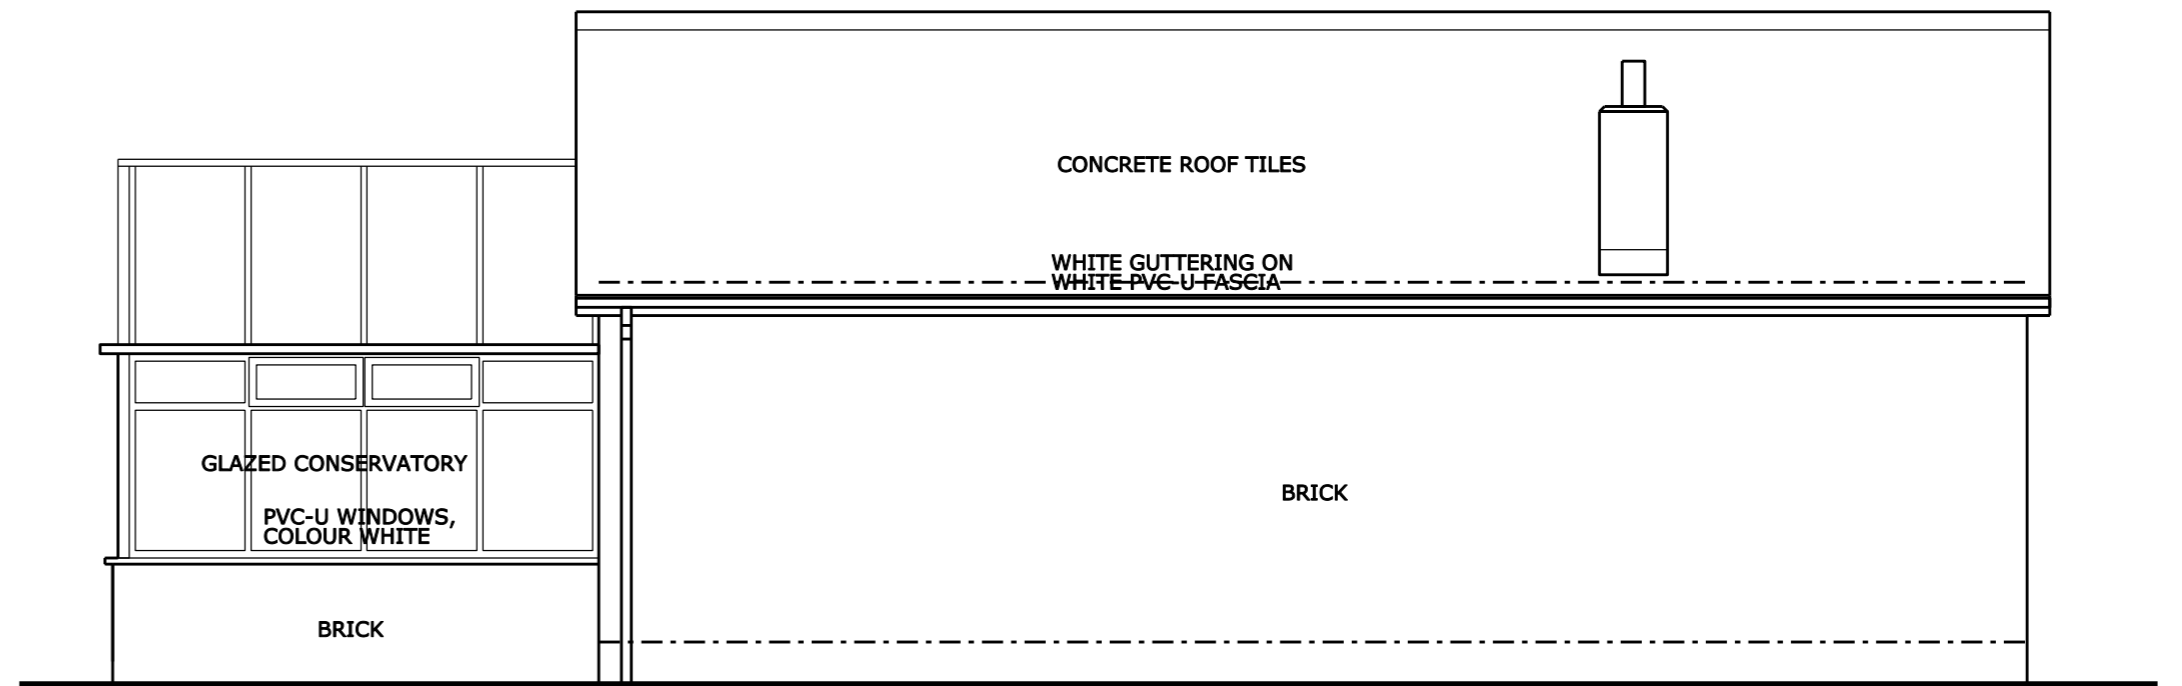 CONCRETE ROOF TILES
WHITE GUTTERING ON
WHITE PVC-U FASCIA
GLAZED CONSERVATORY
PVC-U WINDOWS,
COLOUR WHITE
BRICK
BRICK